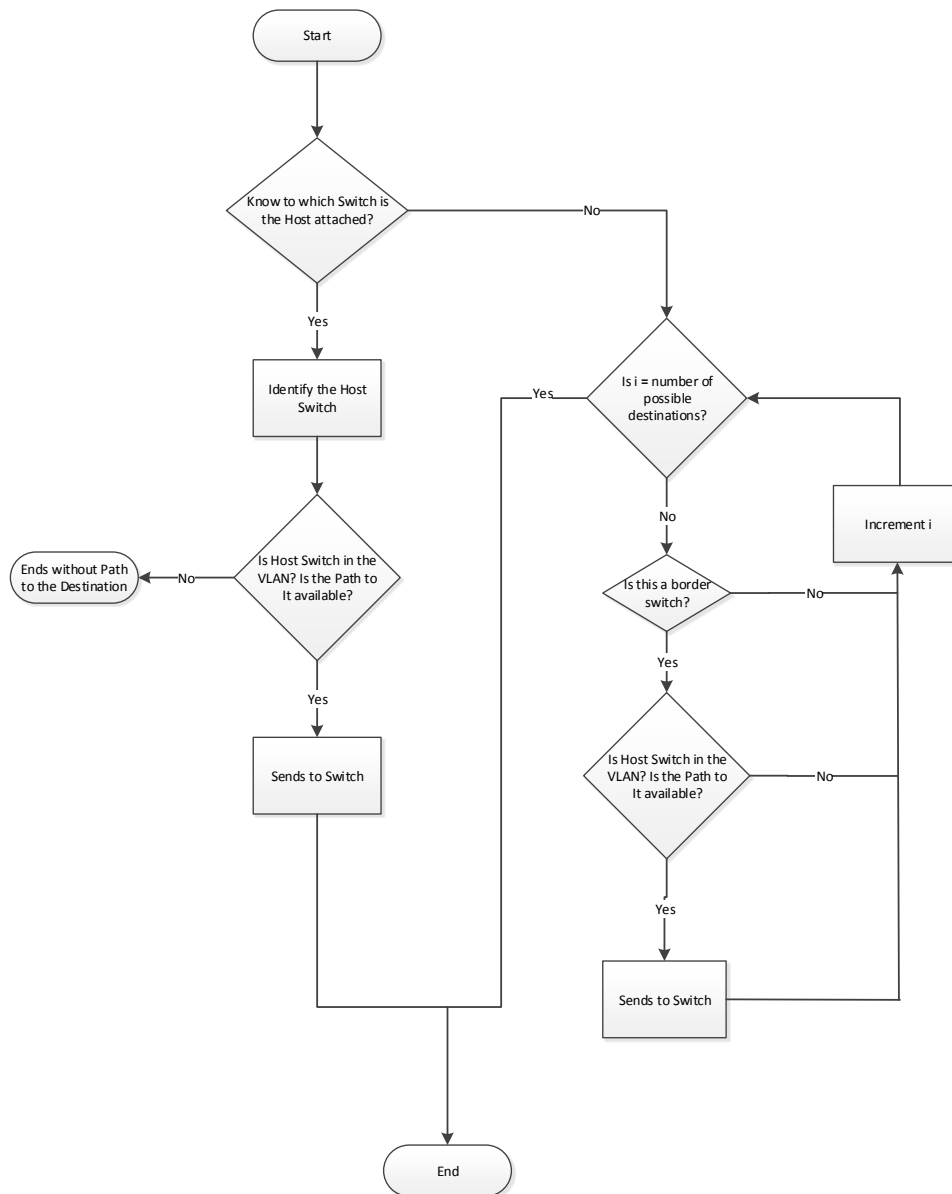 Start
Know to which Switch is
the Host attached?
No
Yes
Identify the Host
Switch
Is i = number of
possible
destinations?
Yes
No
Increment i
Is Host Switch in the
VLAN? Is the Path to
It available?
No
Ends without Path
to the Destination
Yes
Sends to Switch
Is this a border
switch?
No
Yes
Is Host Switch in the
VLAN? Is the Path to
It available?
No
Yes
Sends to Switch
End